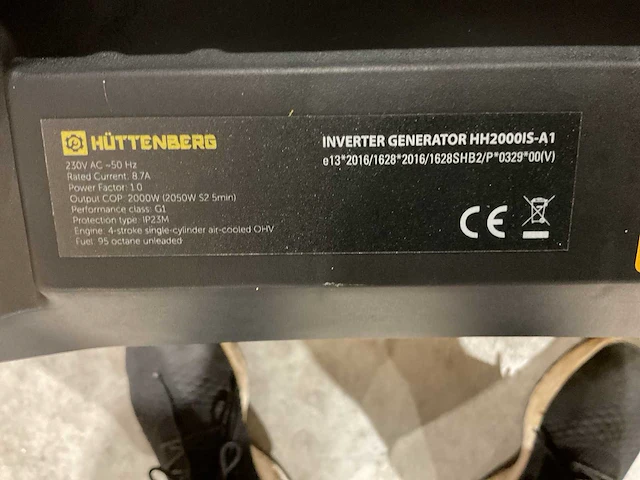 HÜTTENBERG
230V AC ~50 Hz
Rated Current: 8.7A
Power Factor: 1.0
Output COP: 2000W (2050W S2 5min)
Performance class: G1
Protection type: IP23M
Engine: 4-stroke single-cylinder air-cooled OHV
Fuel: 95 octane unleaded
INVERTER GENERATOR HH2000IS-A1
e13*2016/1628*2016/1628SHB2/P*0329*00(V)
CE